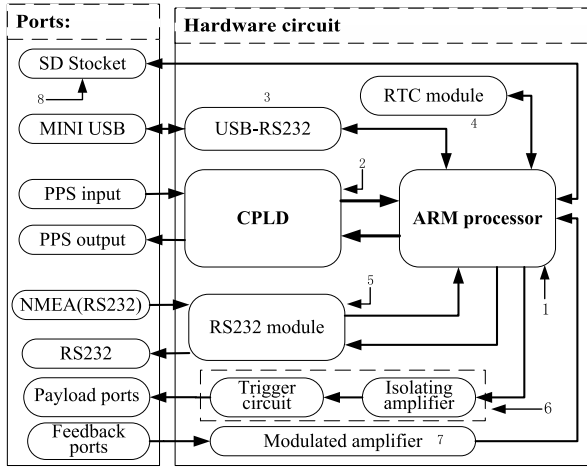 Ports:
Hardware circuit
SD Stocket
8
3
RTC module
MINI USB
USB-RS232
4
2
PPS input
CPLD
ARM processor
PPS output
5
1
NMEA(RS232)
RS232 module
RS232
Payload ports
Trigger
circuit
Isolating
amplifier
6
Feedback
ports
Modulated amplifier 7